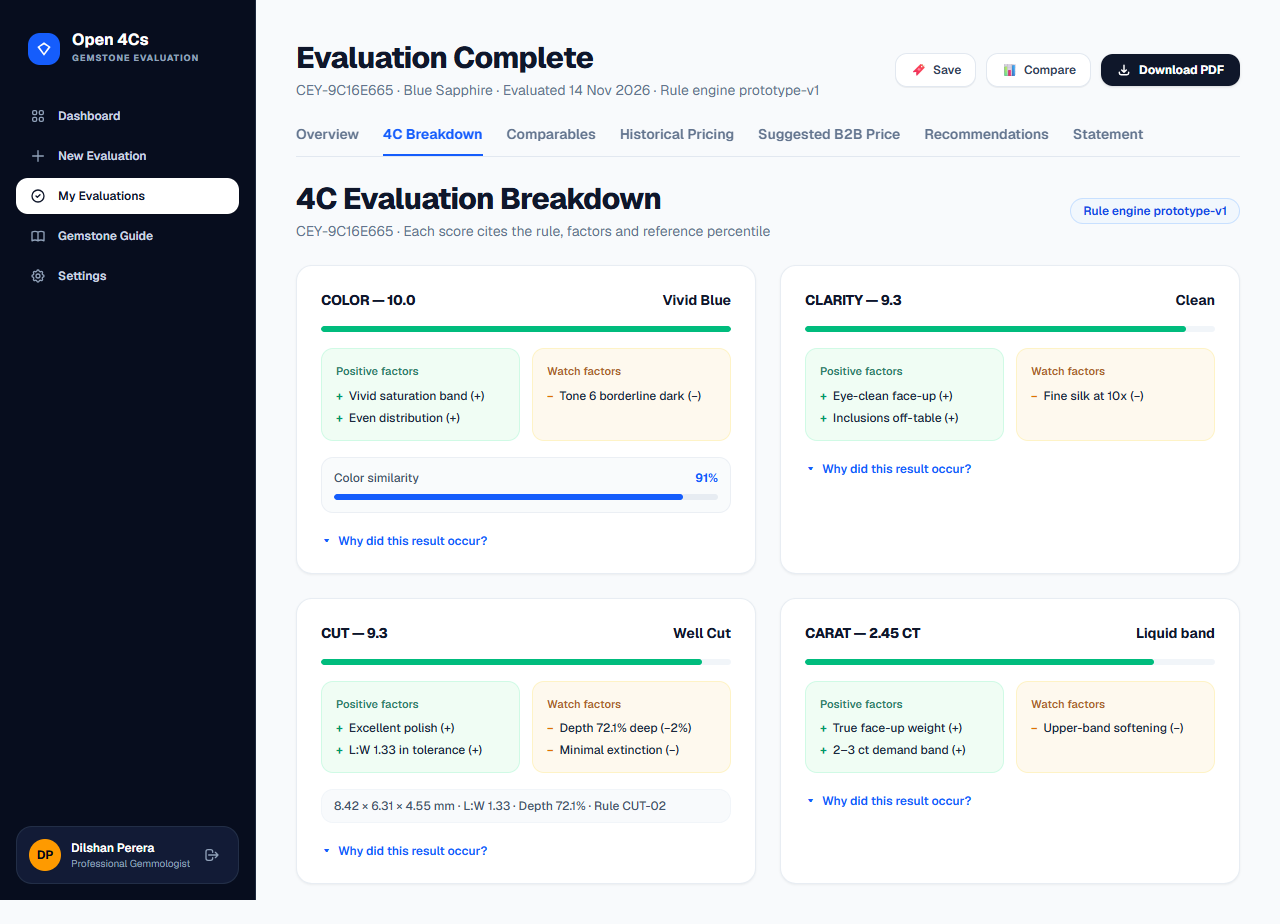 Open 4Cs
GEMSTONE EVALUATION
Dashboard
New Evaluation
My Evaluations
Gemstone Guide
Settings
DP
Dilshan Perera
Professional Gemmologist
Evaluation Complete
CEY-9C16E665 · Blue Sapphire · Evaluated 14 Nov 2026 · Rule engine prototype-v1
Save
Compare
Download PDF
Overview
4C Breakdown
Comparables
Historical Pricing
Suggested B2B Price
Recommendations
Statement
4C Evaluation Breakdown
CEY-9C16E665 · Each score cites the rule, factors and reference percentile
Rule engine prototype-v1
COLOR — 10.0
Vivid Blue
Positive factors
+ Vivid saturation band (+)
+ Even distribution (+)
Watch factors
− Tone 6 borderline dark (−)
Color similarity
91%
Why did this result occur?
CLARITY — 9.3
Clean
Positive factors
+ Eye-clean face-up (+)
+ Inclusions off-table (+)
Watch factors
− Fine silk at 10x (−)
Why did this result occur?
CUT — 9.3
Well Cut
Positive factors
+ Excellent polish (+)
+ L:W 1.33 in tolerance (+)
Watch factors
− Depth 72.1% deep (−2%)
− Minimal extinction (−)
8.42 × 6.31 × 4.55 mm · L:W 1.33 · Depth 72.1% · Rule CUT-02
Why did this result occur?
CARAT — 2.45 CT
Liquid band
Positive factors
+ True face-up weight (+)
+ 2–3 ct demand band (+)
Watch factors
− Upper-band softening (−)
Why did this result occur?